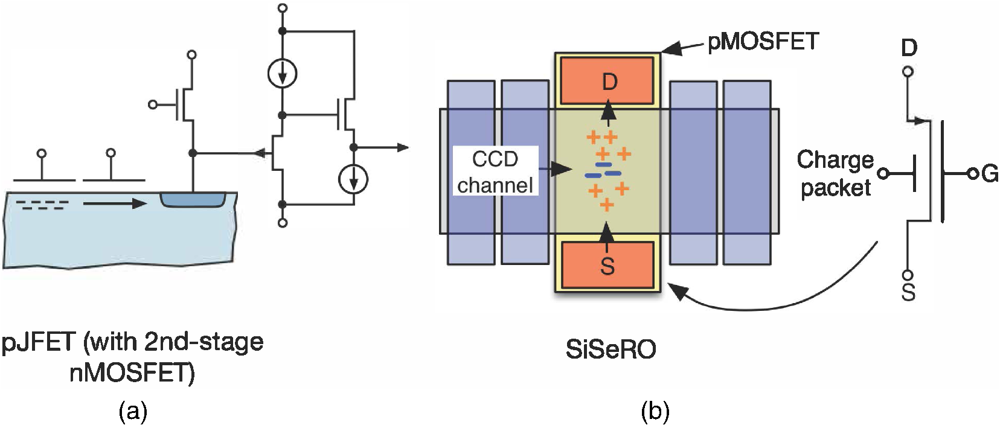 pMOSFET
D
D
CCD
channel
Charge
packet
G
S
S
pJFET (with 2nd-stage
nMOSFET)
SiSeRO
(a)
(b)